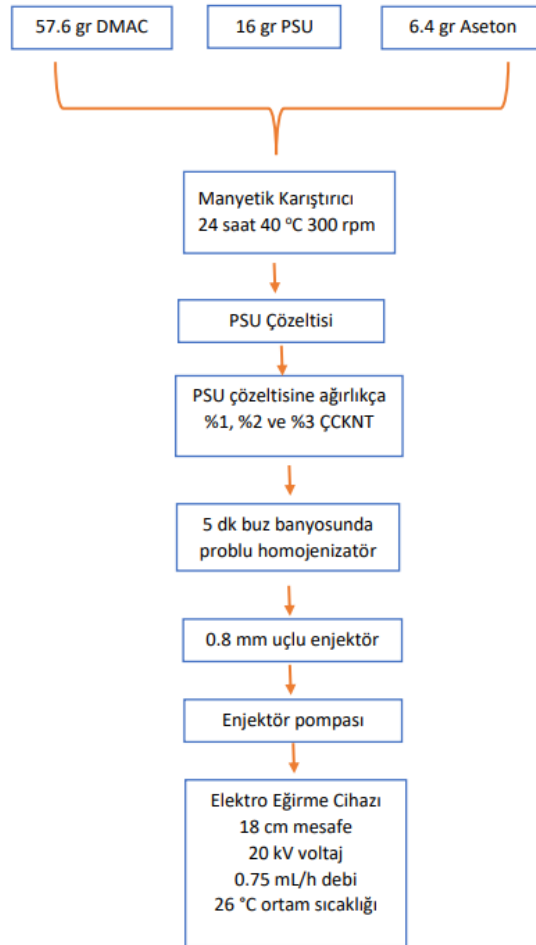 57.6 gr DMAC
16 gr PSU
6.4 gr Aseton
Manyetik Karıştırıcı
24 saat 40 °C 300 rpm
PSU Çözeltisi
PSU çözeltisine ağırlıkça
%1, %2 ve %3 ÇCKNT
5 dk buz banyosunda
problu homojenizatör
0.8 mm uçlu enjektör
Enjektör pompası
Elektro Eğirme Cihazı
18 cm mesafe
20 kV voltaj
0.75 mL/h debi
26 °C ortam sıcaklığı